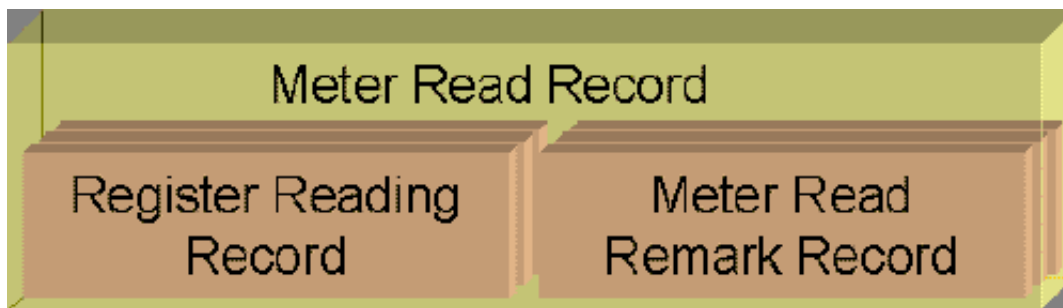 Meter Read Record
Register Reading
Record
Meter Read
Remark Record